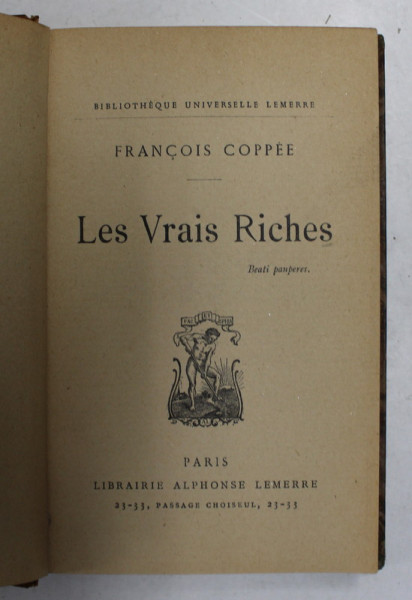 BIBLIOTHÈQUE UNIVERSELLE LEMERRE
FRANÇOIS COPPÉE
Les Vrais Riches
Beati pauperes.
PARIS
LIBRAIRIE ALPHONSE LEMERRE
23-33, PASSAGE CHOISEUL, 23-33